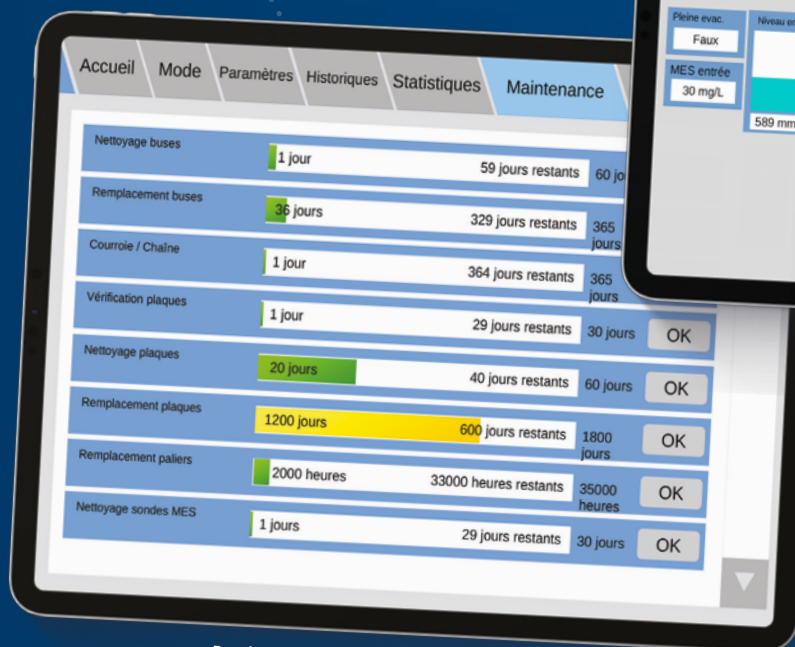 Pleine evac.
Faux
MES entrée
30 mg/L
589 mm
Accueil Mode Paramètres Historiques Statistiques Maintenance
Nettoyage buses 1 jour 59 jours restants 60
Remplacement buses 36 jours 329 jours restants 365 jours
Courroie / Chaîne 1 jour 364 jours restants 365 jours
Vérification plaques 1 jour 29 jours restants 30 jours OK
Nettoyage plaques 20 jours 40 jours restants 60 jours OK
Remplacement plaques 1200 jours 600 jours restants 1800 jours OK
Remplacement paliers 2000 heures 33000 heures restants 35000 heures OK
Nettoyage sondes MES 1 jours 29 jours restants 30 jours OK